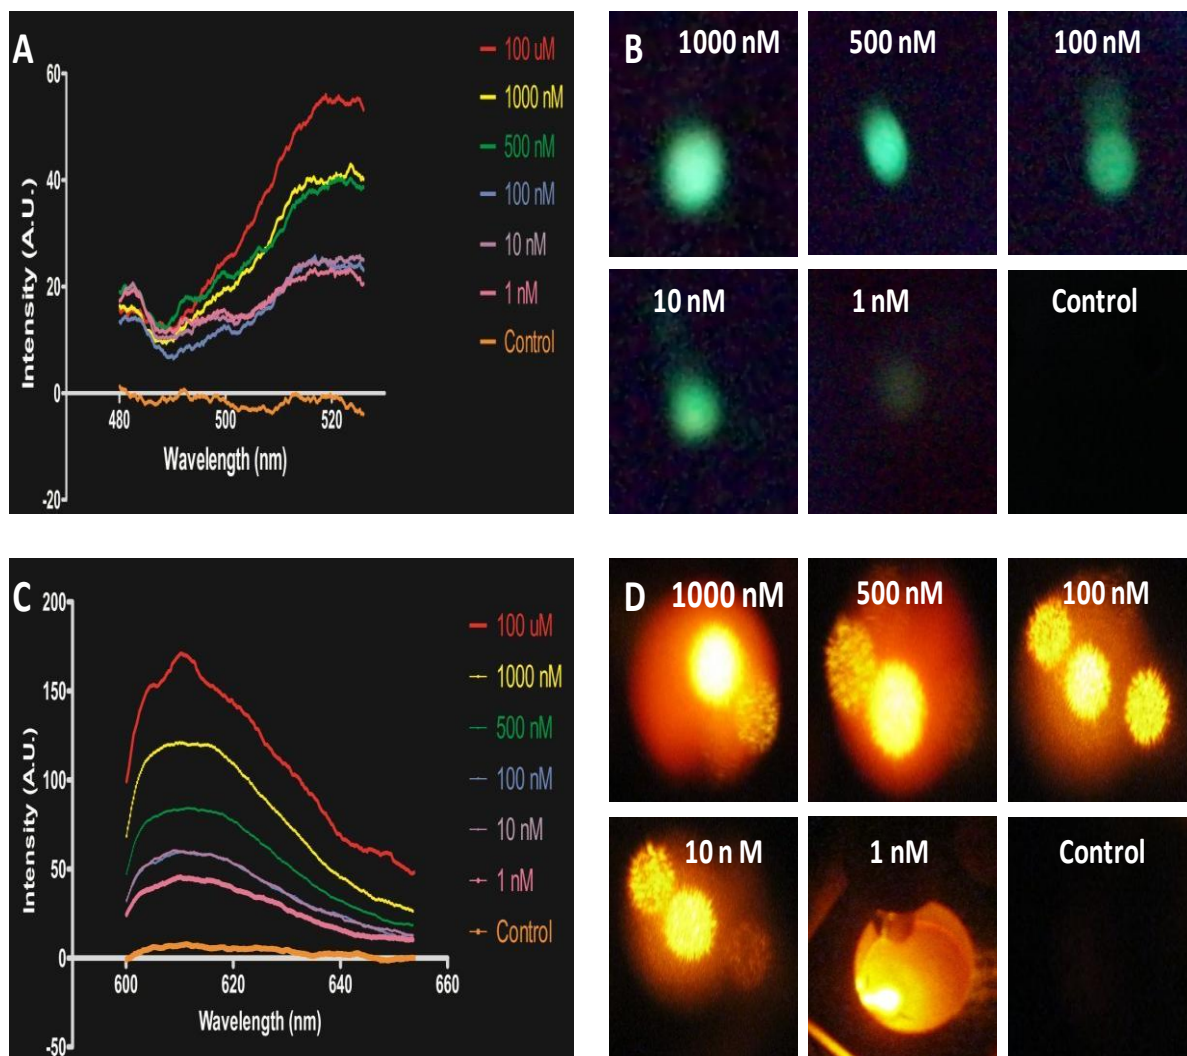 A
60
40
20
0
-20
480
500
520
Intensity (A.U.)
Wavelength (nm)
100 uM
1000 nM
500 nM
100 nM
10 nM
1 nM
Control
B
1000 nM
500 nM
100 nM
10 nM
1 nM
Control
C
200
150
100
50
0
-50
600
620
640
660
Intensity (A.U.)
Wavelength (nm)
100 uM
1000 nM
500 nM
100 nM
10 nM
1 nM
Control
D
1000 nM
500 nM
100 nM
10 n M
1 nM
Control